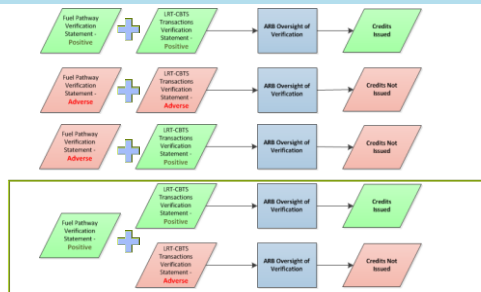 Fuel Pathway
Verification
Statement -
Positive
LRT-CBTS
Transactions
Verification
Statement -
Positive
ARB Oversight of
Verification
Credits
Issued
Fuel Pathway
Verification
Statement -
Adverse
LRT-CBTS
Transactions
Verification
Statement -
Adverse
ARB Oversight of
Verification
Credits Not
Issued
Fuel Pathway
Verification
Statement -
Adverse
LRT-CBTS
Transactions
Verification
Statement -
Positive
ARB Oversight of
Verification
Credits Not
Issued
Fuel Pathway
Verification
Statement -
Positive
LRT-CBTS
Transactions
Verification
Statement -
Positive
ARB Oversight of
Verification
Credits
Issued
LRT-CBTS
Transactions
Verification
Statement -
Adverse
ARB Oversight of
Verification
Credits Not
Issued